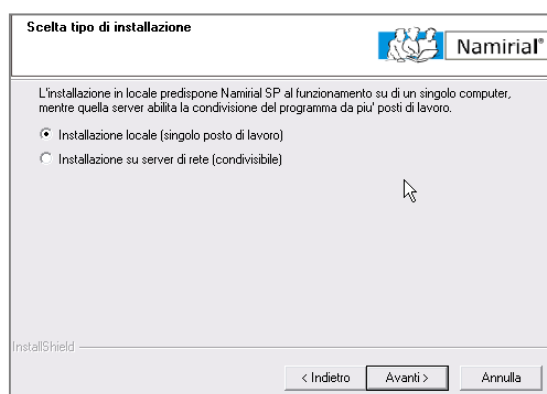 Scelta tipo di installazione
Namirial®
L'installazione in locale predispone Namirial SP al funzionamento su di un singolo computer,
mentre quella server abilita la condivisione del programma da piu' posti di lavoro.
Installazione locale (singolo posto di lavoro)
Installazione su server di rete (condivisibile)
InstallShield
< Indietro
Avanti >
Annulla